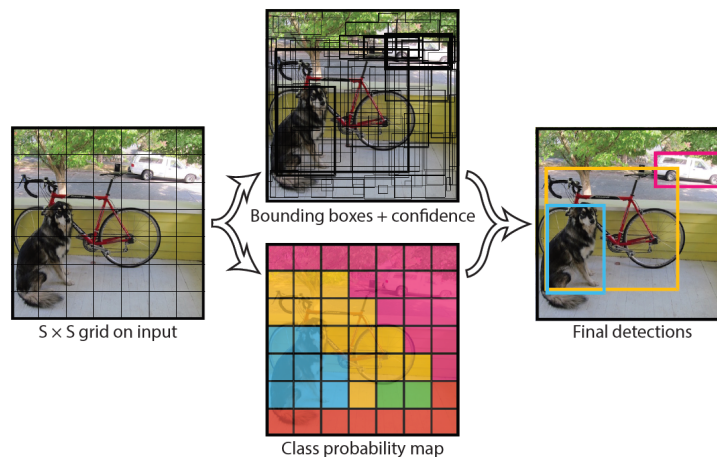 Bounding boxes + confidence
S × S grid on input
Final detections
Class probability map